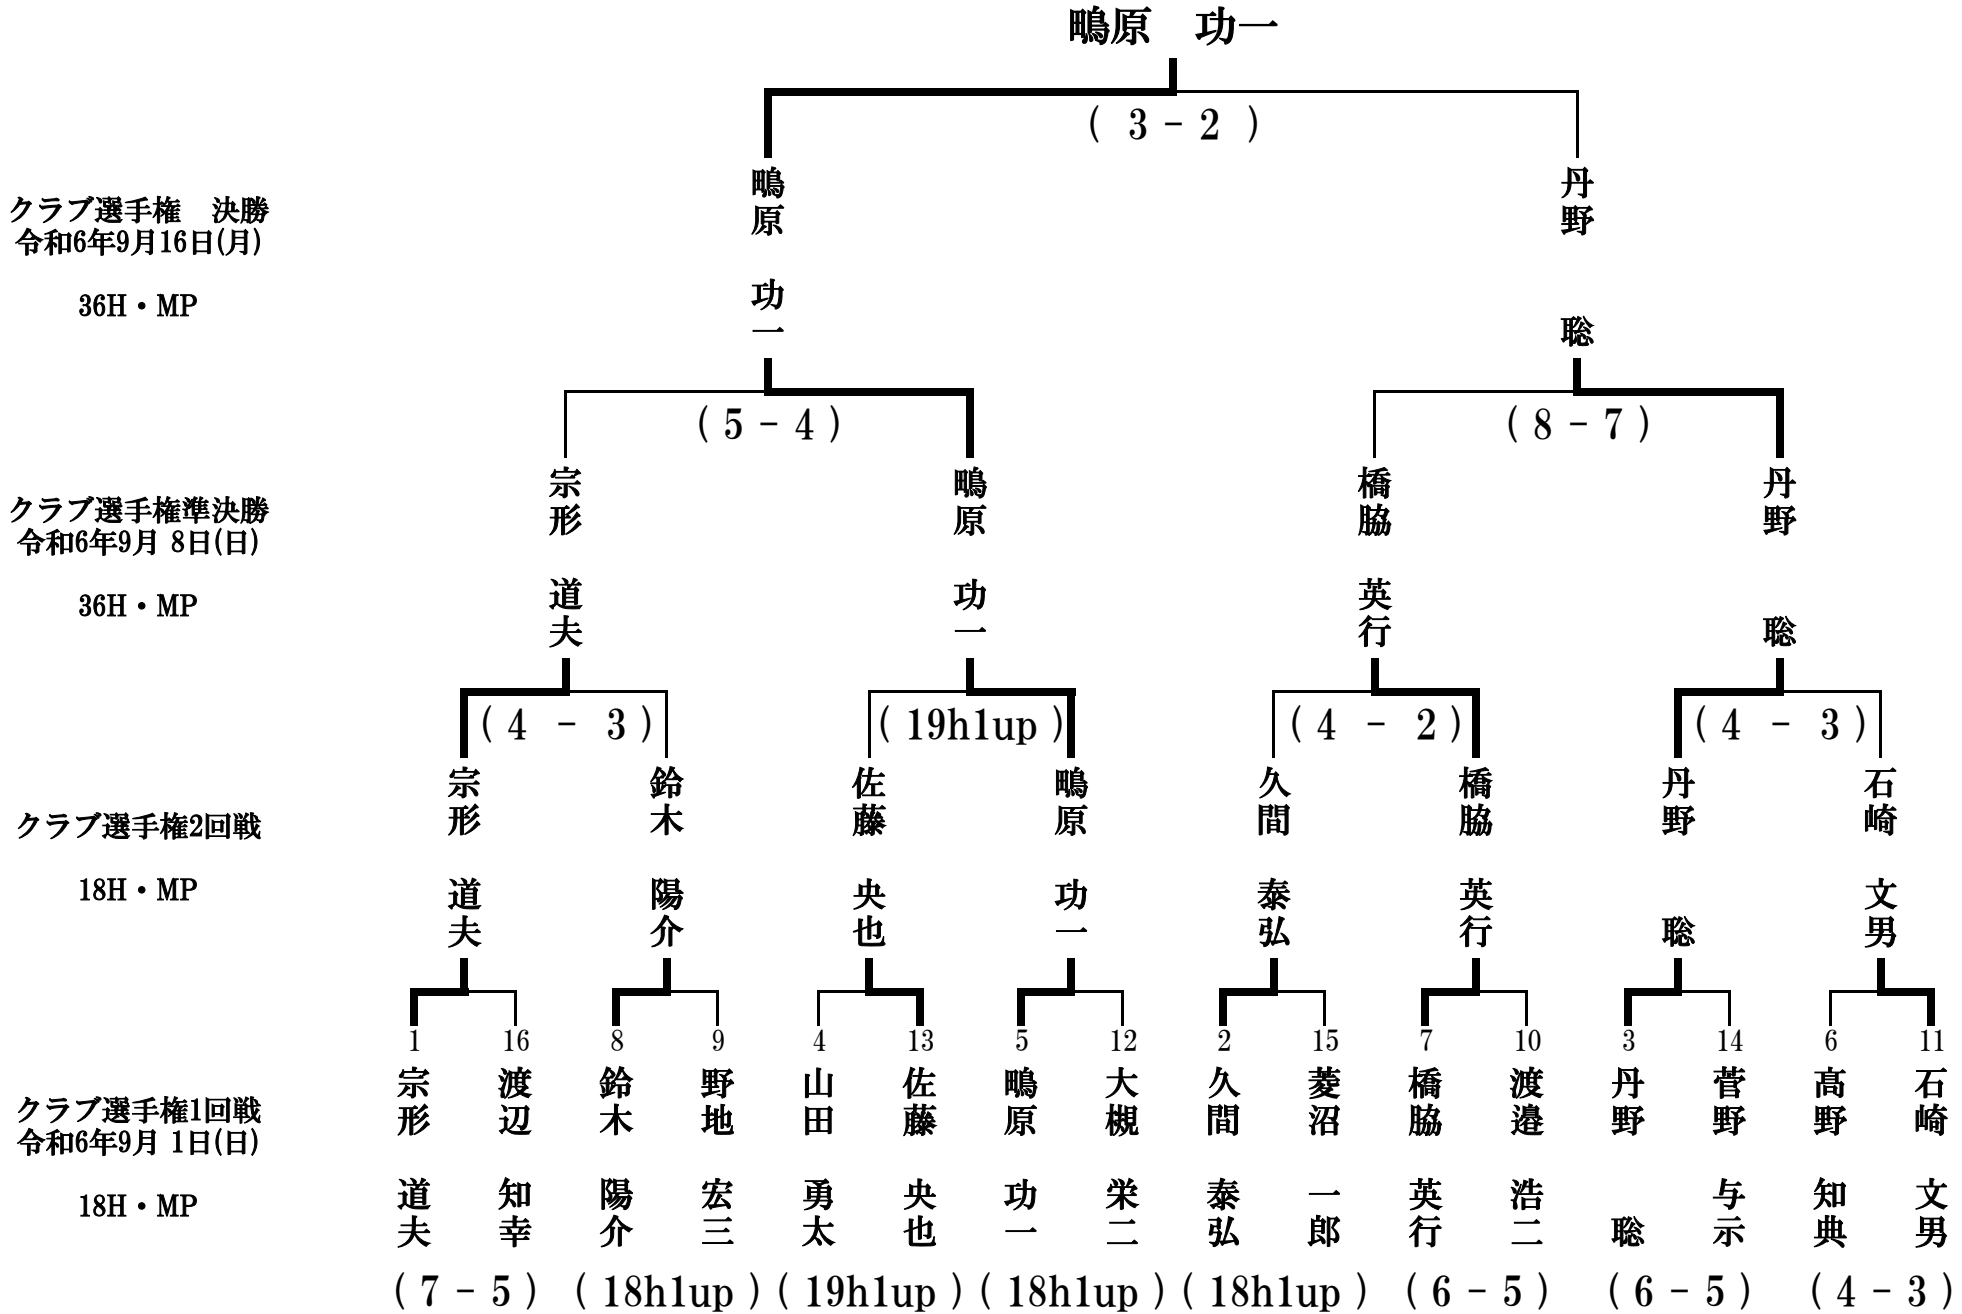 鴫原　功一
( 3 - 2 )
クラブ選手権　決勝
令和6年9月16日(月)
36H・MP
鴫原　功一
丹野　聡
( 5 - 4 )
( 8 - 7 )
クラブ選手権準決勝
令和6年9月 8日(日)
36H・MP
宗形　道夫
鴫原　功一
橋脇　英行
丹野　聡
( 4 - 3 )
( 19h1up )
( 4 - 2 )
( 4 - 3 )
クラブ選手権2回戦
18H・MP
宗形　道夫
鈴木　陽介
佐藤　央也
鴫原　功一
久間　泰弘
橋脇　英行
丹野　聡
石崎　文男
クラブ選手権1回戦
令和6年9月 1日(日)
18H・MP
1
宗形　道夫
16
渡辺　知幸
8
鈴木　陽介
9
野地　宏三
4
山田　勇太
13
佐藤　央也
5
鴫原　功一
12
大槻　栄二
2
久間　泰弘
15
菱沼　一郎
7
橋脇　英行
10
渡邉　浩二
3
丹野　聡
14
菅野　与示
6
高野　知典
11
石崎　文男
( 7 - 5 )
( 18h1up )
( 19h1up )
( 18h1up )
( 18h1up )
( 6 - 5 )
( 6 - 5 )
( 4 - 3 )